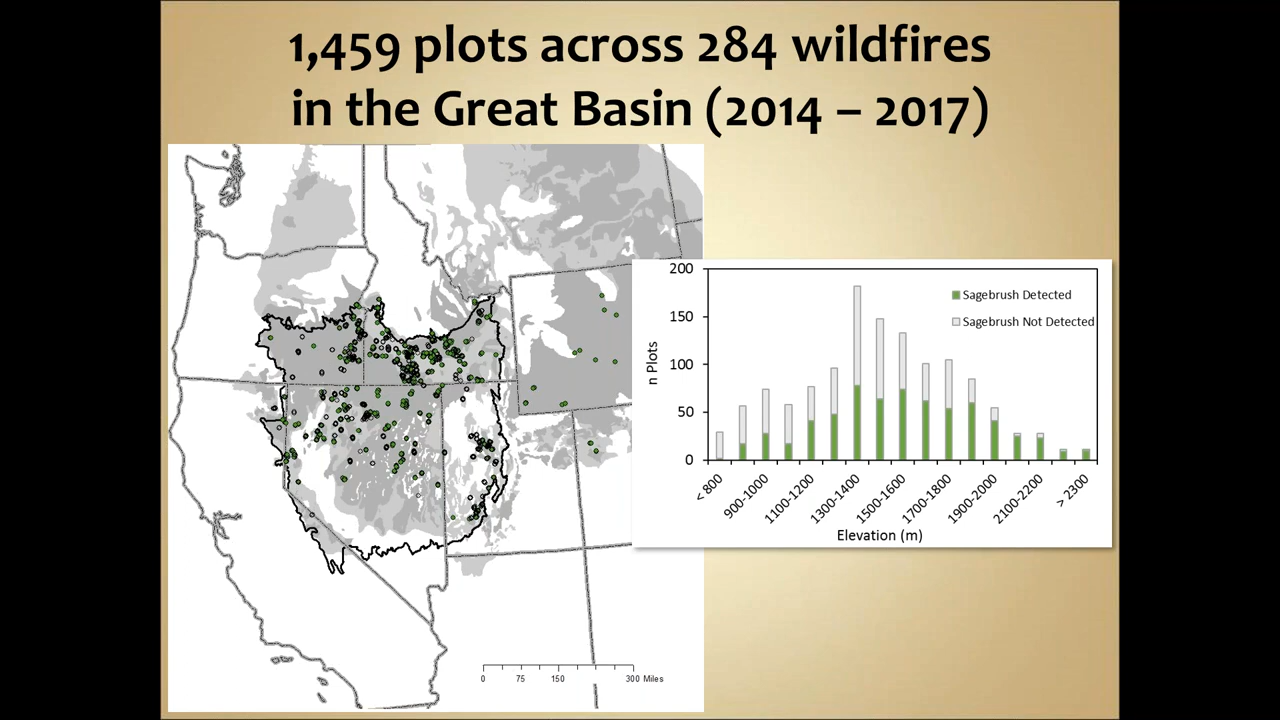 1,459 plots across 284 wildfires
in the Great Basin (2014 – 2017)
0 75 150 300 Miles
200
150
100
50
0
n Plots
Sagebrush Detected
Sagebrush Not Detected
< 800
900-1000
1100-1200
1300-1400
1500-1600
1700-1800
1900-2000
2100-2200
> 2300
Elevation (m)